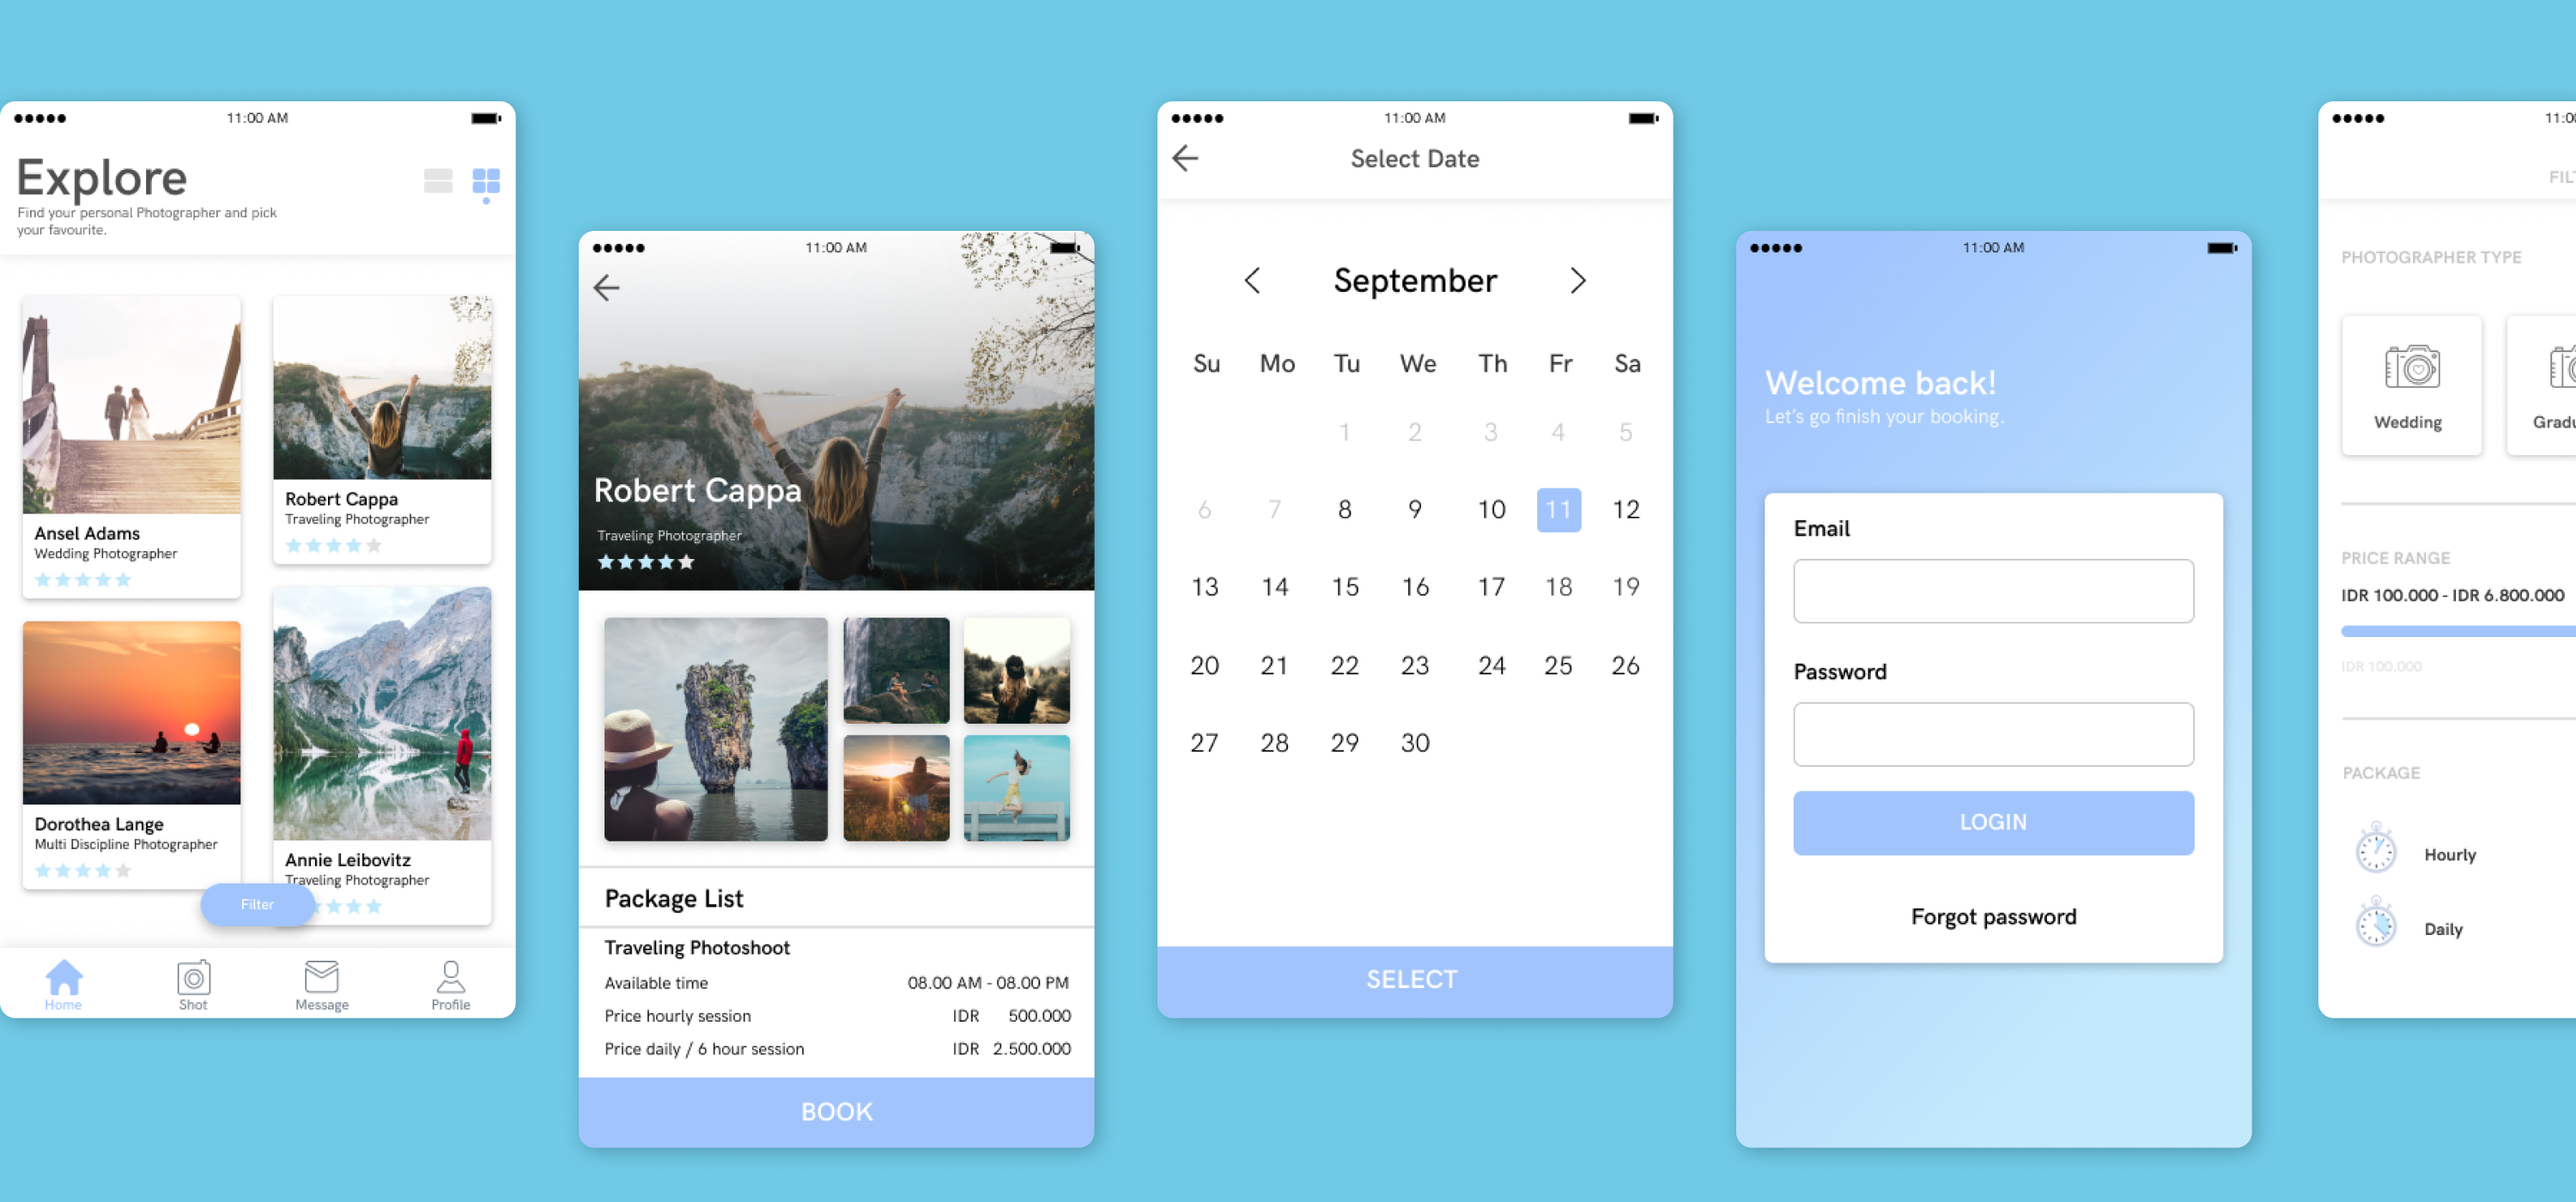 11:00 AM
Explore
Find your personal Photographer and pick
your favourite.
Ansel Adams
Wedding Photographer
Robert Cappa
Traveling Photographer
Dorothea Lange
Multi Discipline Photographer
Annie Leibovitz
Traveling Photographer
Filter
Home Shot Message Profile
11:00 AM
Robert Cappa
Traveling Photographer
Package List
Traveling Photoshoot
Available time 08.00 AM - 08.00 PM
Price hourly session IDR 500.000
Price daily / 6 hour session IDR 2.500.000
BOOK
11:00 AM
Select Date
September
Su Mo Tu We Th Fr Sa
1 2 3 4 5
6 7 8 9 10 11 12
13 14 15 16 17 18 19
20 21 22 23 24 25 26
27 28 29 30
SELECT
11:00 AM
Welcome back!
Let's go finish your booking.
Email
Password
LOGIN
Forgot password
PHOTOGRAPHER TYPE
Wedding
PRICE RANGE
IDR 100.000 - IDR 6.800.000
IDR 100.000
PACKAGE
Hourly
Daily